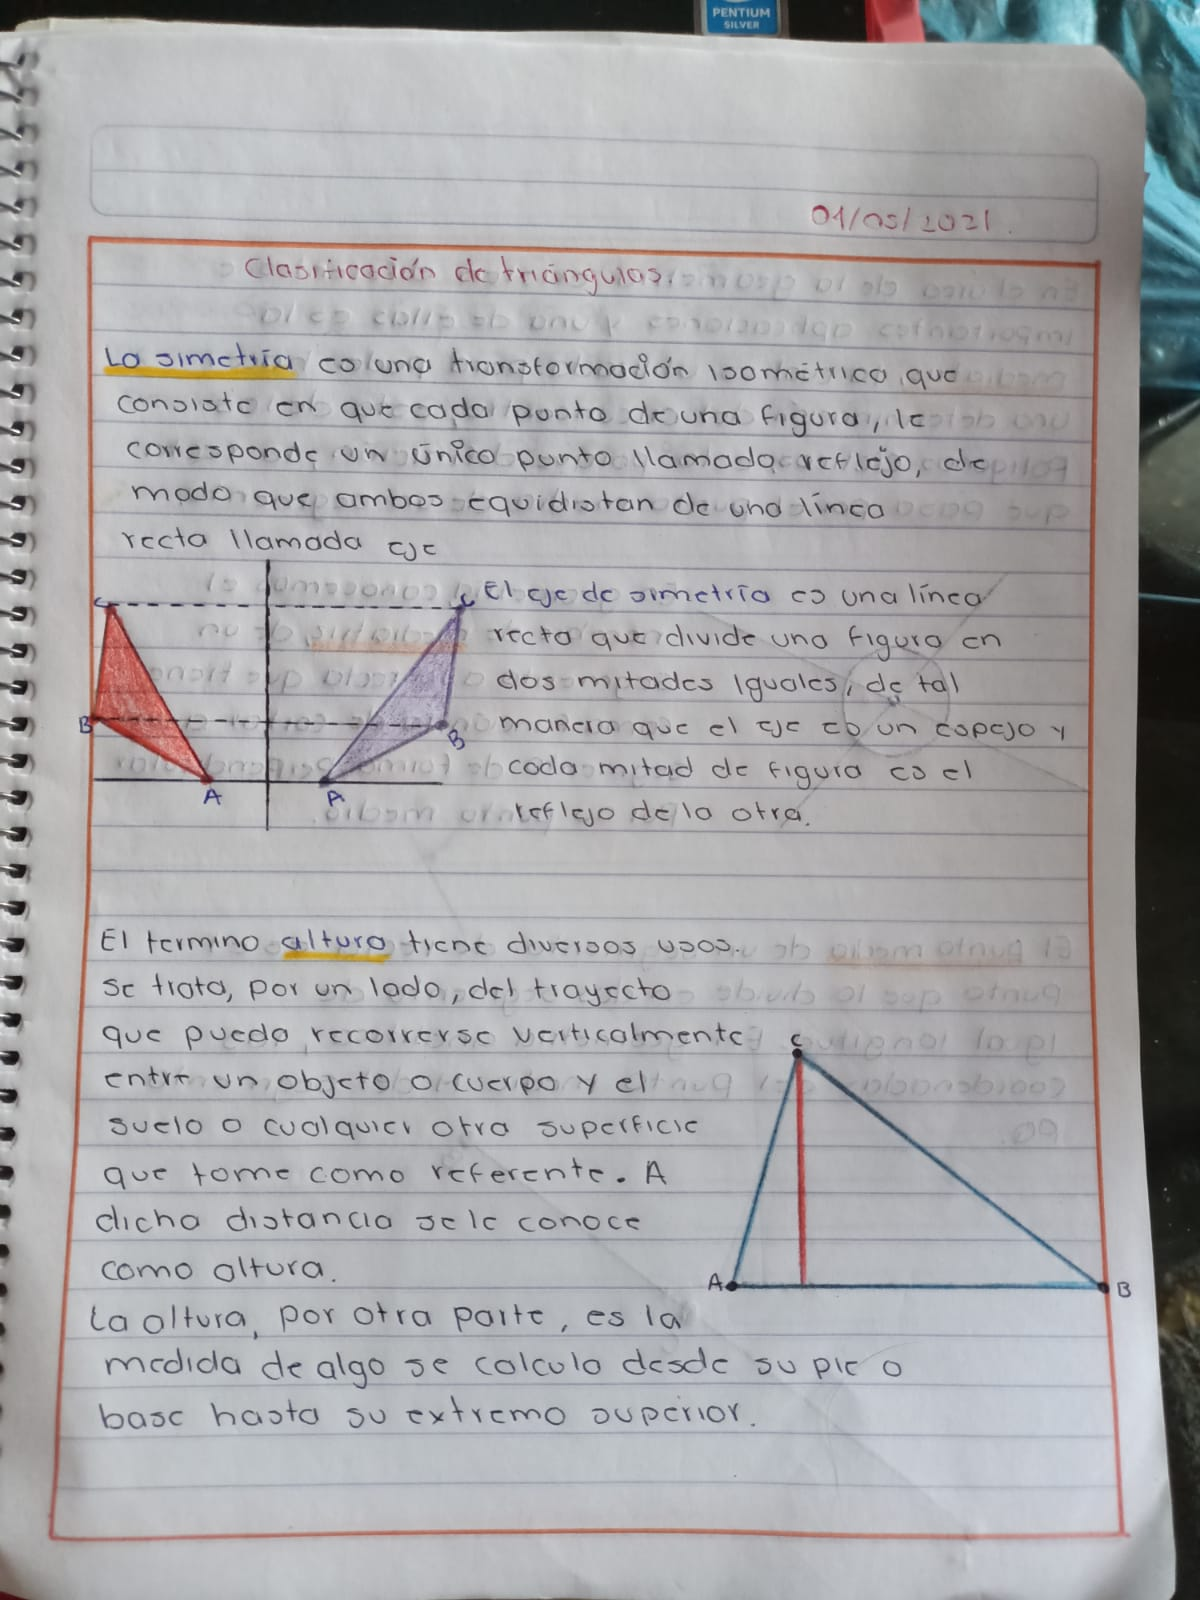 PENTIUM
SILVER
01/05/2021.
Clasificación de triángulos.
La simetría es una transformación isométrica que
consiste en que cada punto de una figura, le
corresponde un único punto llamado reflejo, de
modo que ambos equidistan de una línea
recta llamada eje
C
C
El eje de simetría es una línea
recta que divide una figura en
dos mitades iguales, de tal
B
B
manera que el eje es un espejo y
cada mitad de figura es el
A
A
reflejo de la otra.
El termino altura tiene diversos usos.
se trata, por un lado, del trayecto
que pueda recorrerse verticalmente
C
entre un objeto o cuerpo y el
suelo o cualquier otra superficie
que tome como referente. A
dicha distancia se le conoce
como altura.
A
B
La altura, por otra parte, es la
medida de algo se calcula desde su pie o
base hasta su extremo superior.